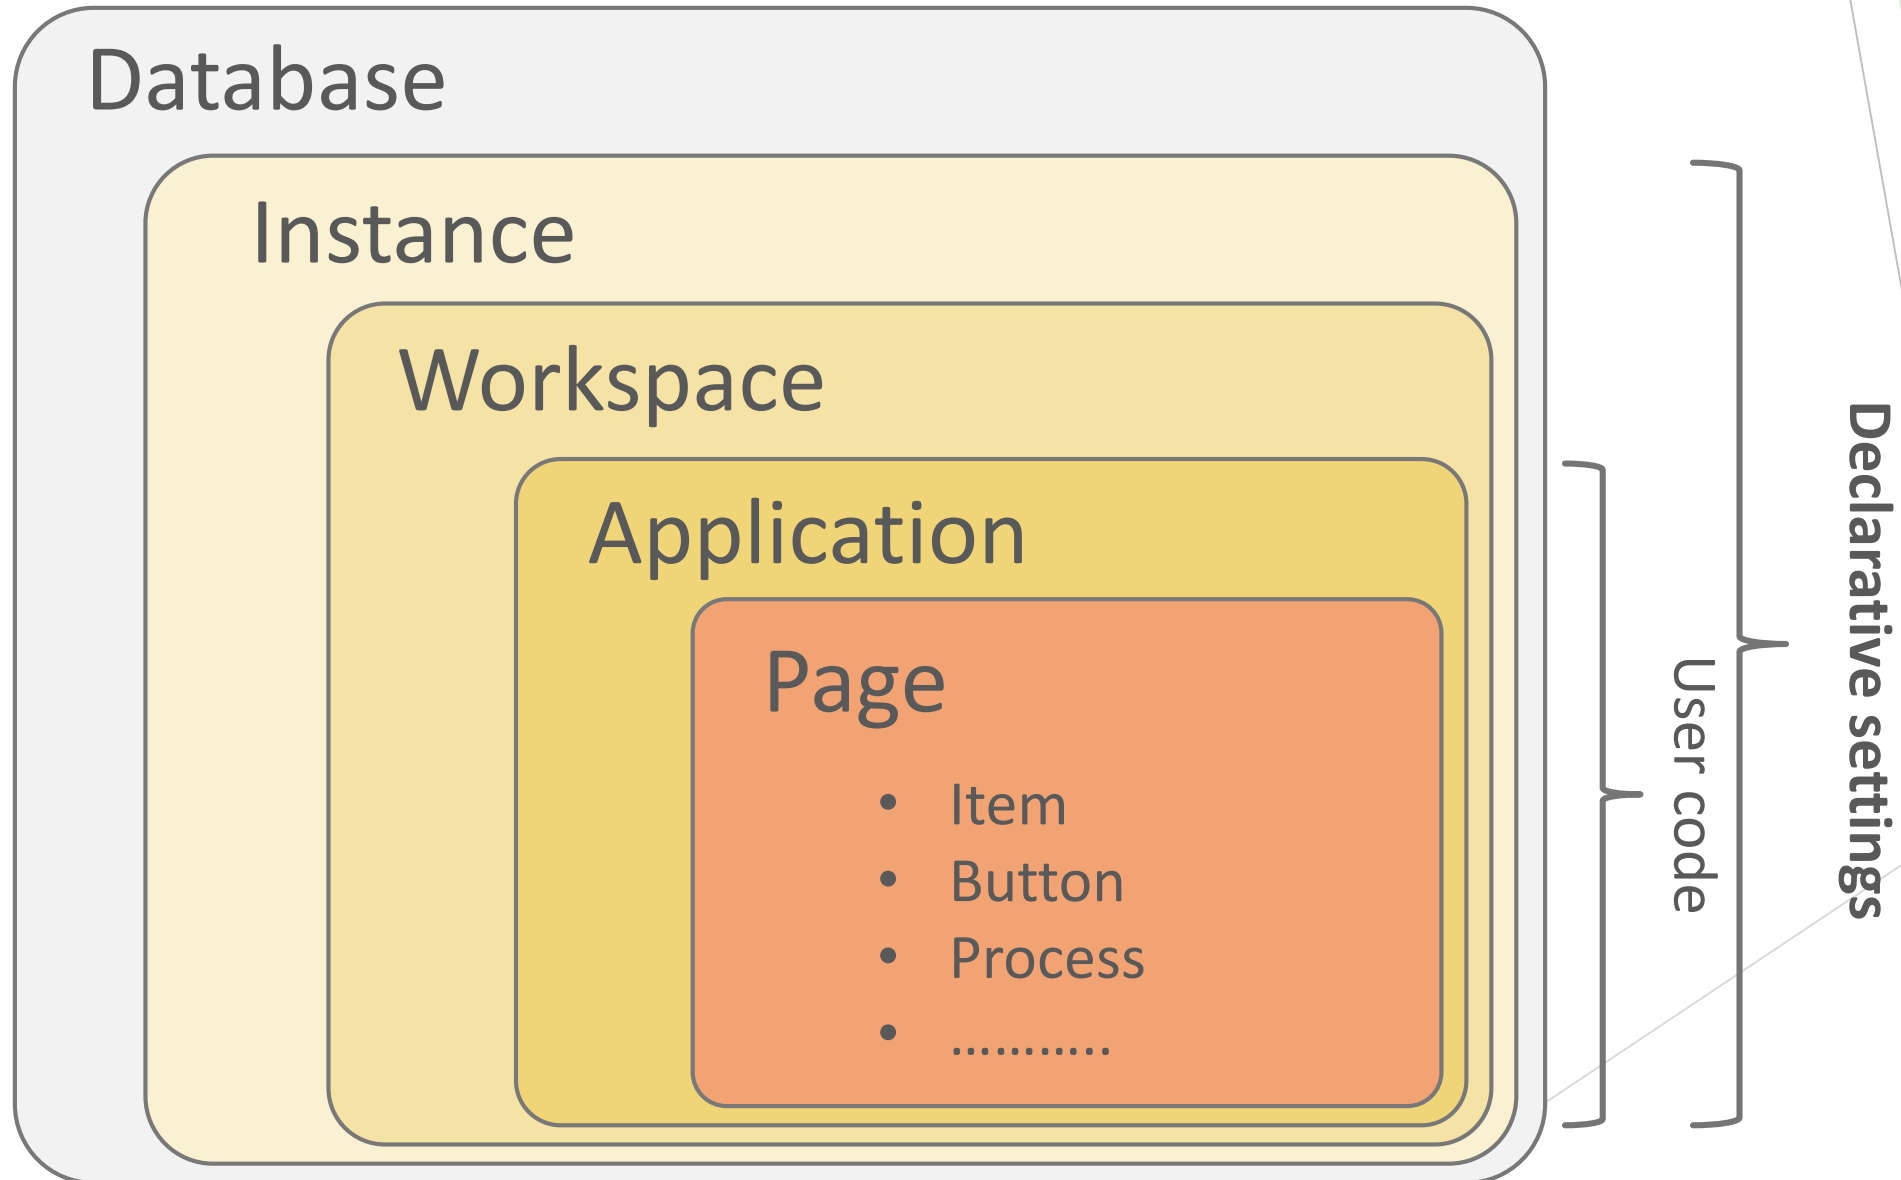 Database
Instance
Workspace
Application
Page
• Item
• Button
• Process
• ...........
User code
Declarative settings